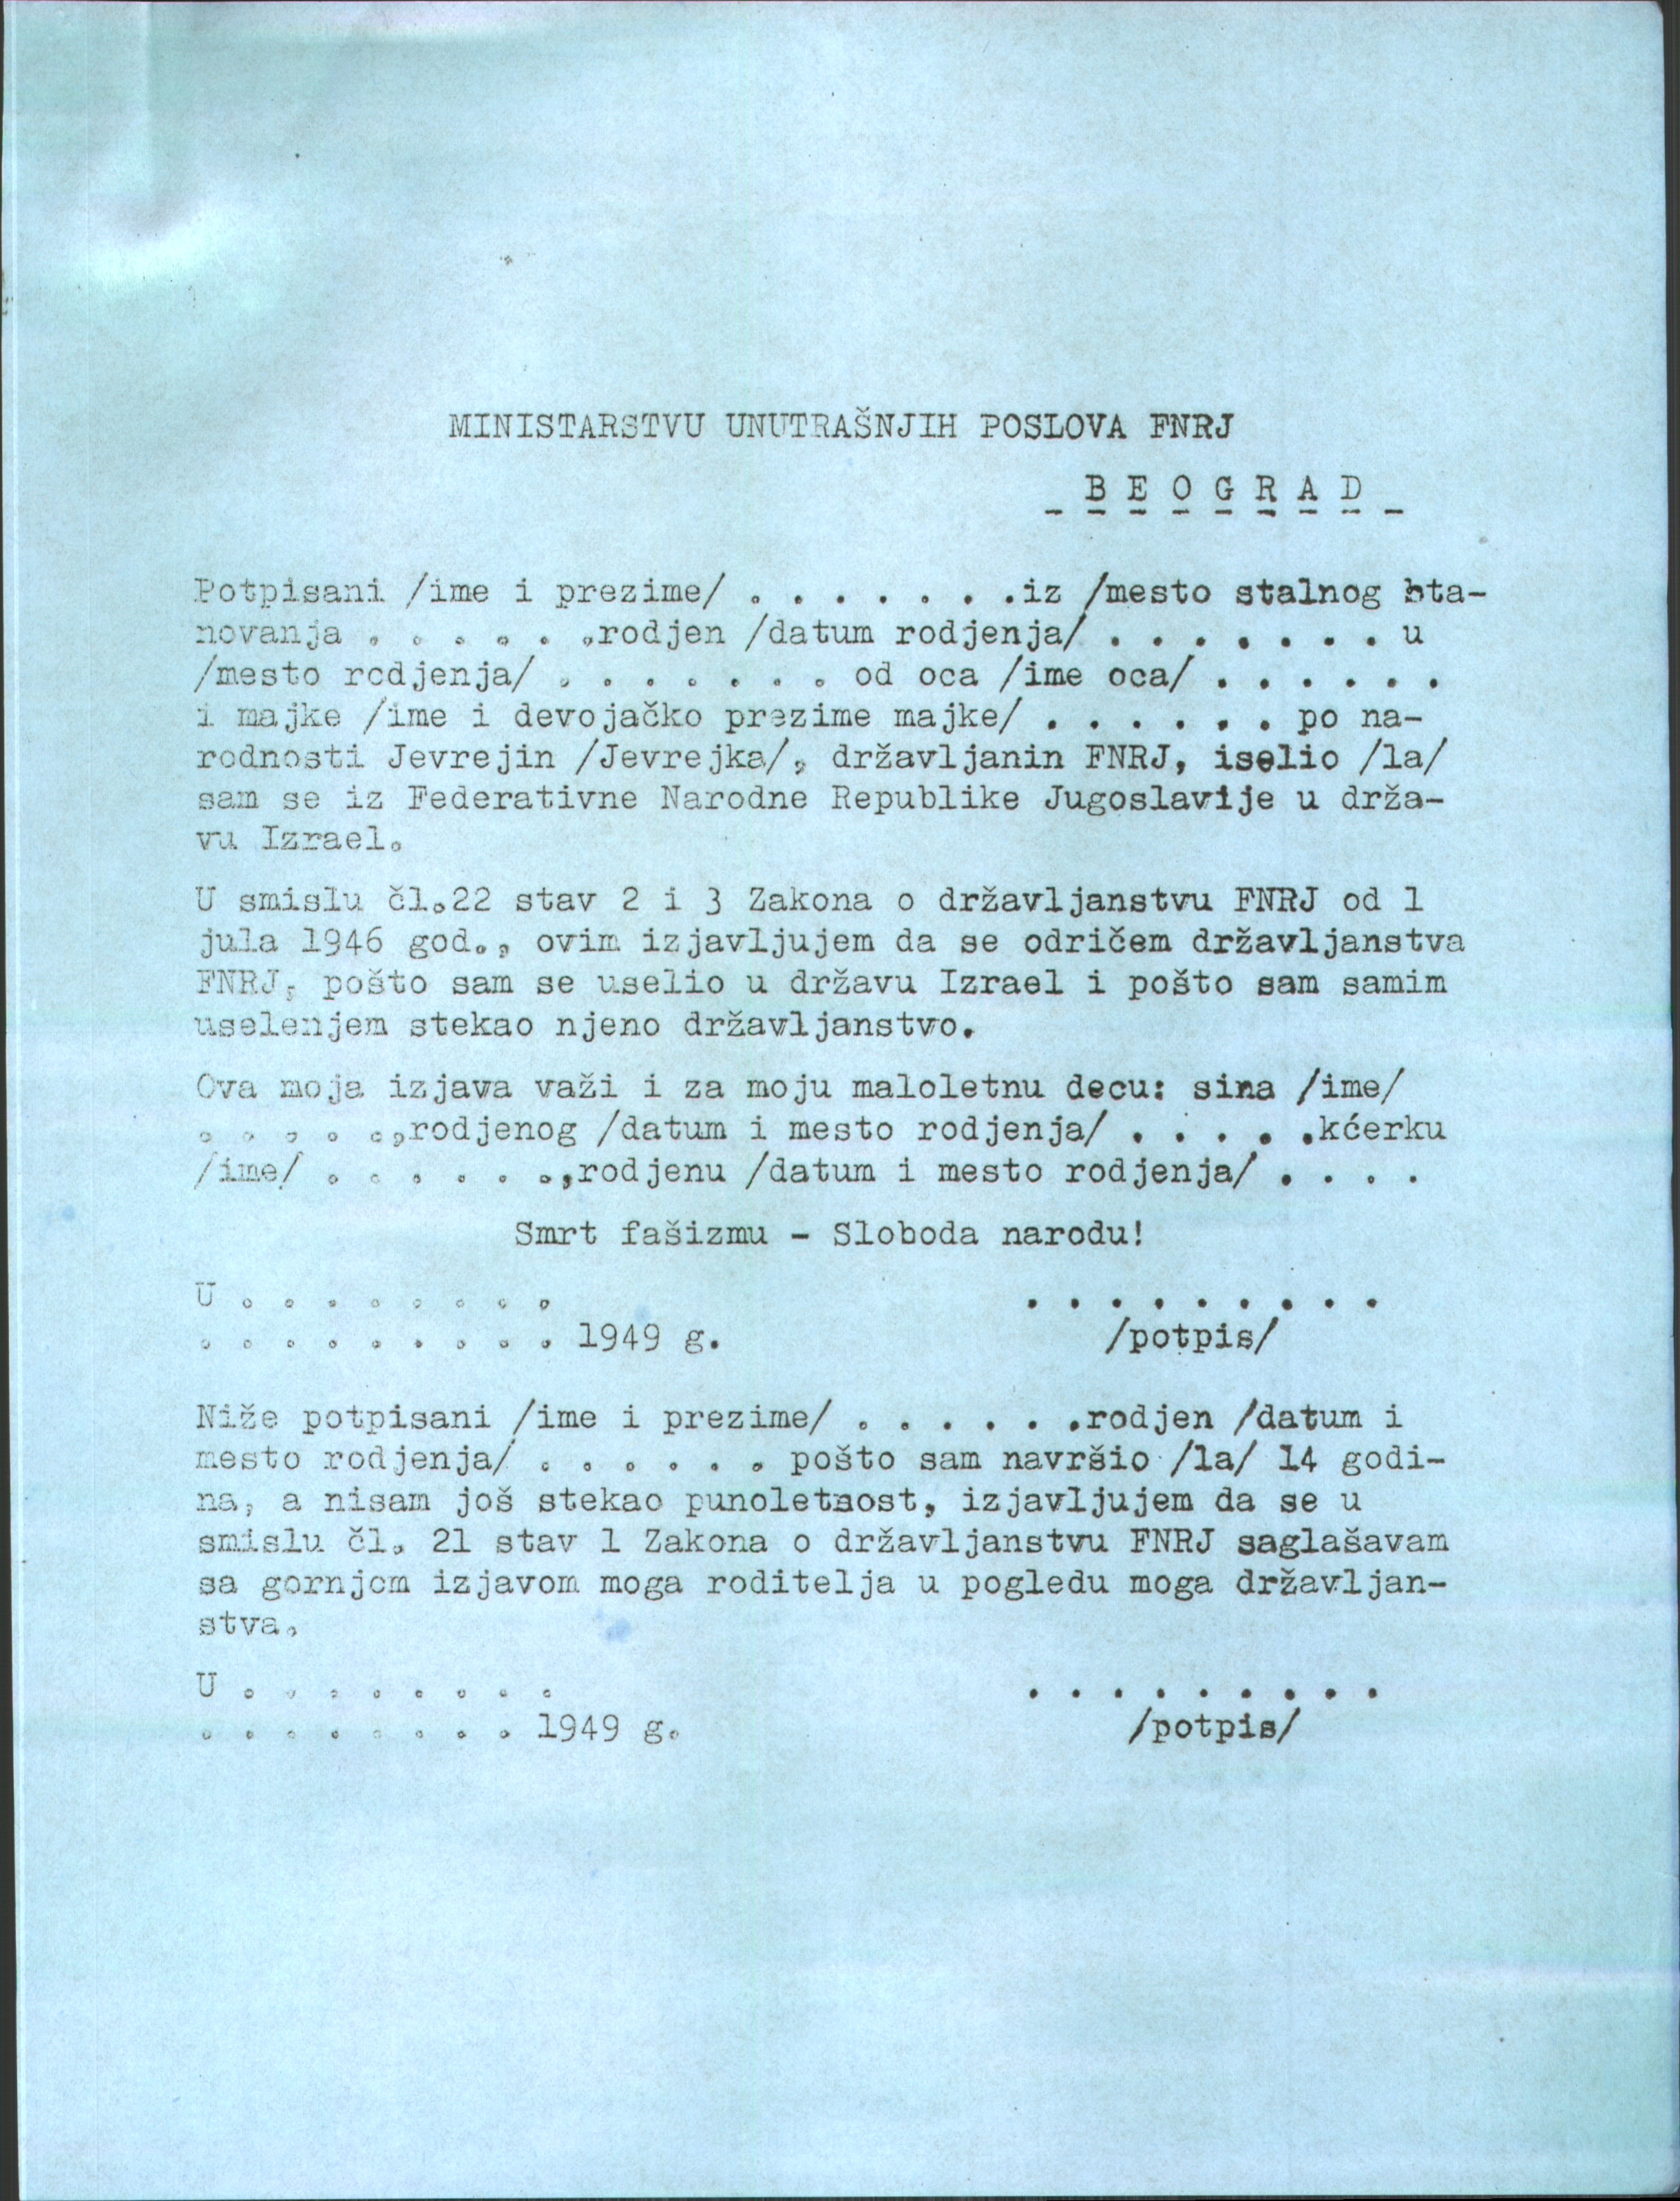 MINISTARSTVU UNUTRAŠNJIH POSLOVA FNRJ
B E O G R A D
_ _ _ _ _ _ _ _ _
Potpisani /ime i prezime/ . . . . . . .iz /mesto stalnog sta-
novanja . . . . . .rodjen /datum rodjenja/ . . . . . . . u
/mesto rodjenja/ . . . . . . . od oca /ime oca/ . . . . . .
i majke /ime i devojačko prezime majke/ . . . . . . po na-
rodnosti Jevrejin /Jevrejka/, državljanin FNRJ, iselio /la/
sam se iz Federativne Narodne Republike Jugoslavije u drža-
vu Izrael.
U smislu čl.22 stav 2 i 3 Zakona o državljanstvu FNRJ od 1
jula 1946 god., ovim izjavljujem da se odričem državljanstva
FNRJ, pošto sam se uselio u državu Izrael i pošto sam samim
uselenjem stekao njeno državljanstvo.
Ova moja izjava važi i za moju maloletnu decu: sina /ime/
. . . . .,rodjenog /datum i mesto rodjenja/ . . . . .kćerku
/ime/ . . . . . .,rodjenu /datum i mesto rodjenja/ . . . .
Smrt fašizmu - Sloboda narodu!
U . . . . . . . . . . . . . . . . .
. . . . . . . . . 1949 g. /potpis/
Niže potpisani /ime i prezime/ . . . . . .rodjen /datum i
mesto rodjenja/ . . . . . . pošto sam navršio /la/ 14 godi-
na, a nisam još stekao punoletnost, izjavljujem da se u
smislu čl. 21 stav 1 Zakona o državljanstvu FNRJ saglašavam
sa gornjom izjavom moga roditelja u pogledu moga državljan-
stva.
U . . . . . . . . . . . . . . . . .
. . . . . . . . 1949 g. /potpis/